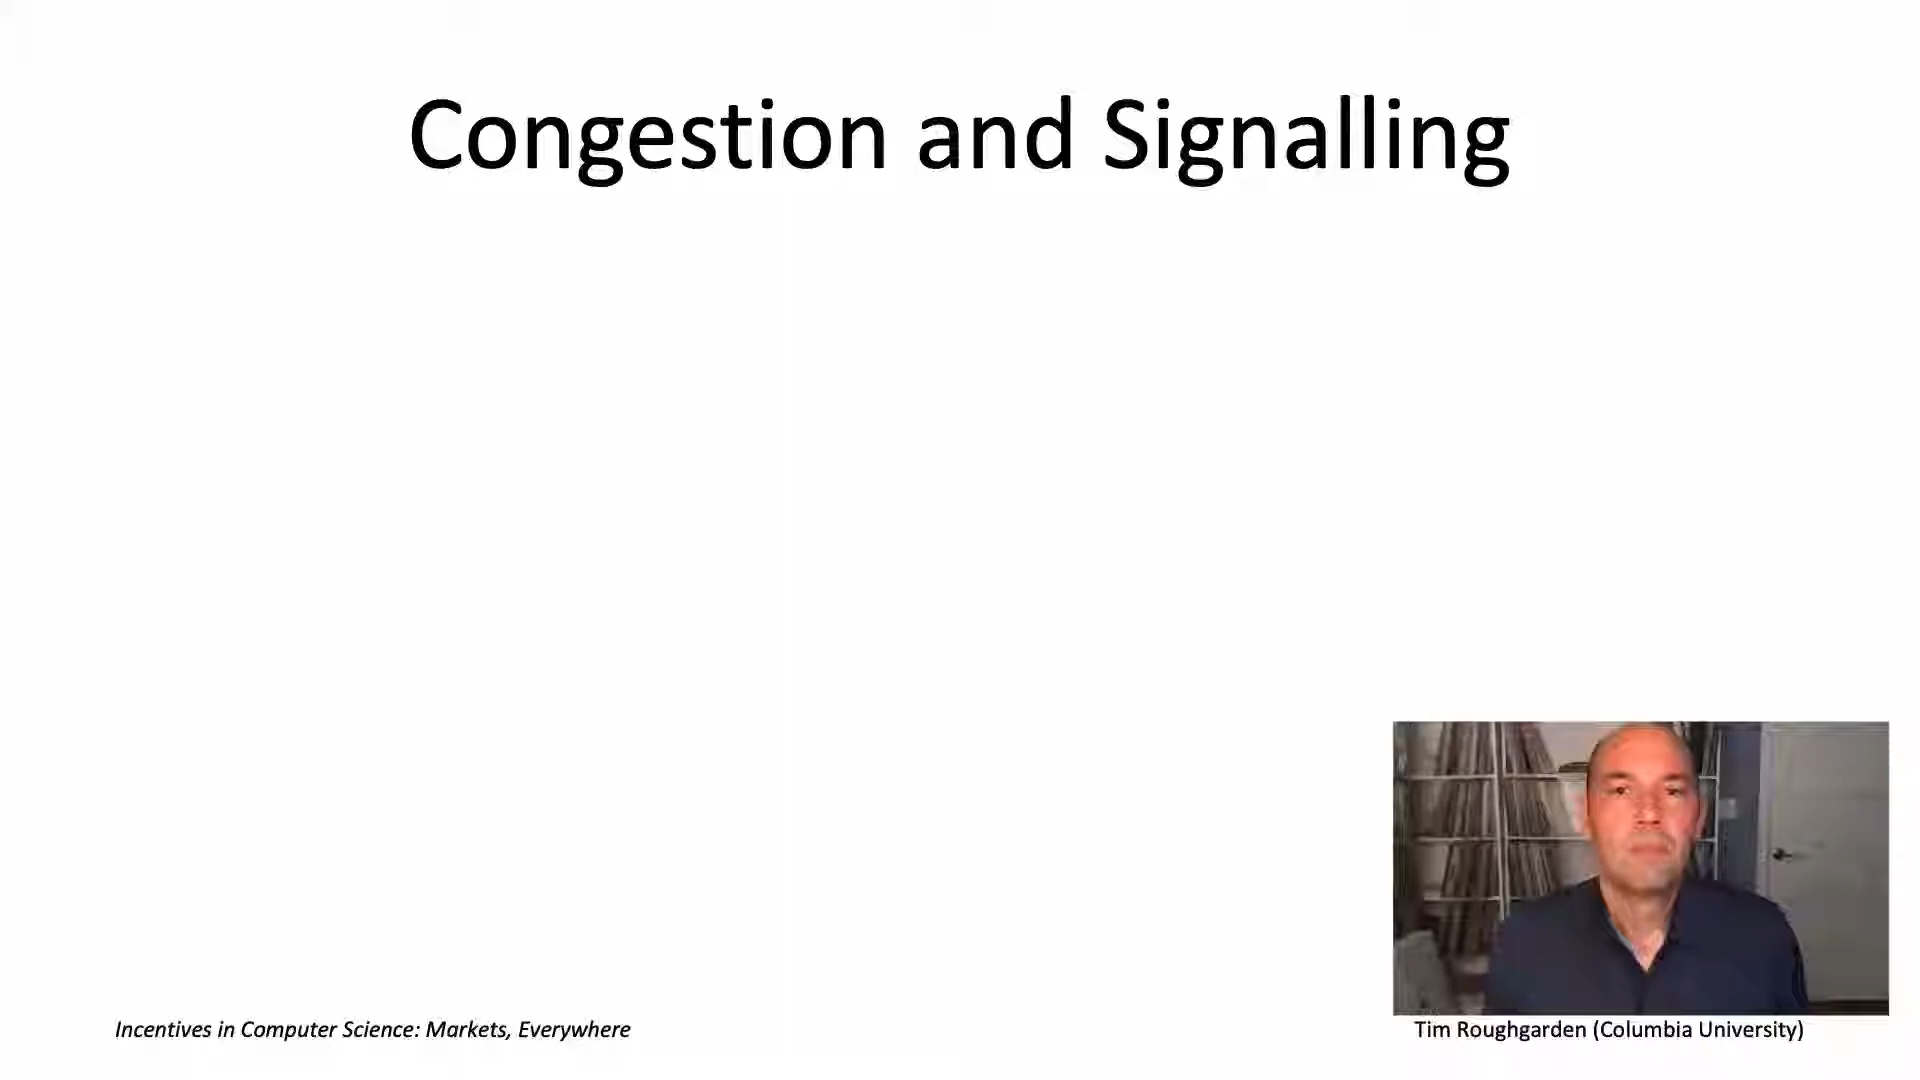 Congestion and Signalling
Incentives in Computer Science: Markets, Everywhere
Tim Roughgarden (Columbia University)